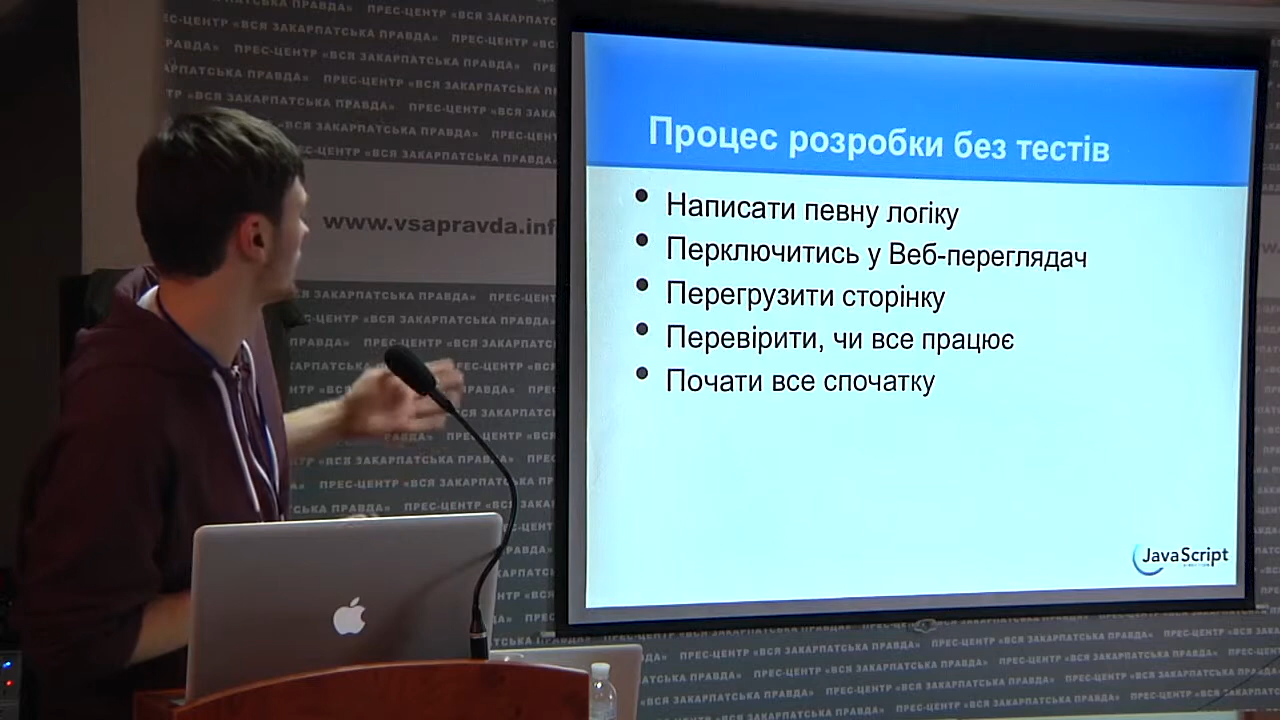 Процес розробки без тестів
Написати певну логіку
Перключитись у Веб-переглядач
Перегрузити сторінку
Перевірити, чи все працює
Почати все спочатку
JavaScript
www.vsapravda.inf
ПРЕС-ЦЕНТР «ВСЯ ЗАКАРПАТСЬКА ПРАВДА»